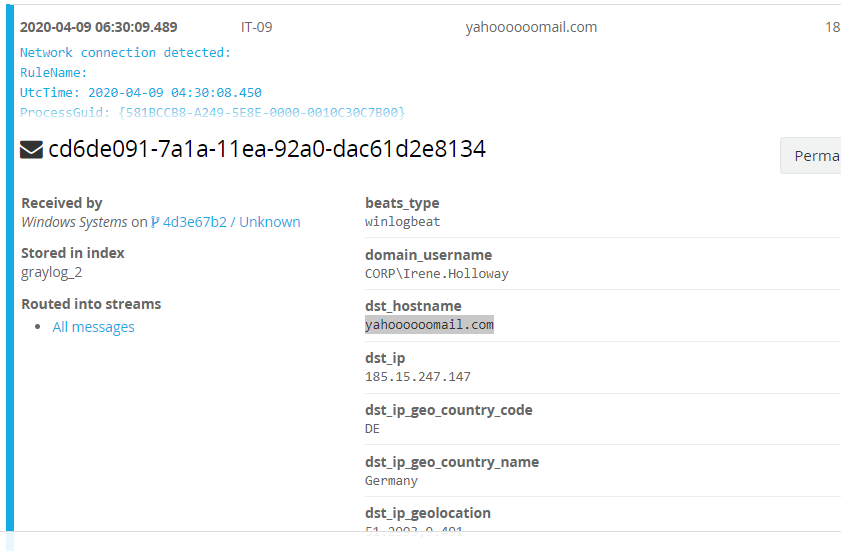 2020-04-09 06:30:09.489 IT-09 yahoooooomail.com 18
Network connection detected:
RuleName:
UtcTime: 2020-04-09 04:30:08.450
ProcessGuid: {581BCCB8-A249-5E8E-0000-0010C30C7B00}
cd6de091-7a1a-11ea-92a0-dac61d2e8134
Perma
Received by
Windows Systems on 4d3e67b2 / Unknown
Stored in index
graylog_2
Routed into streams
All messages
beats_type
winlogbeat
domain_username
CORP\Irene.Holloway
dst_hostname
yahoooooomail.com
dst_ip
185.15.247.147
dst_ip_geo_country_code
DE
dst_ip_geo_country_name
Germany
dst_ip_geolocation